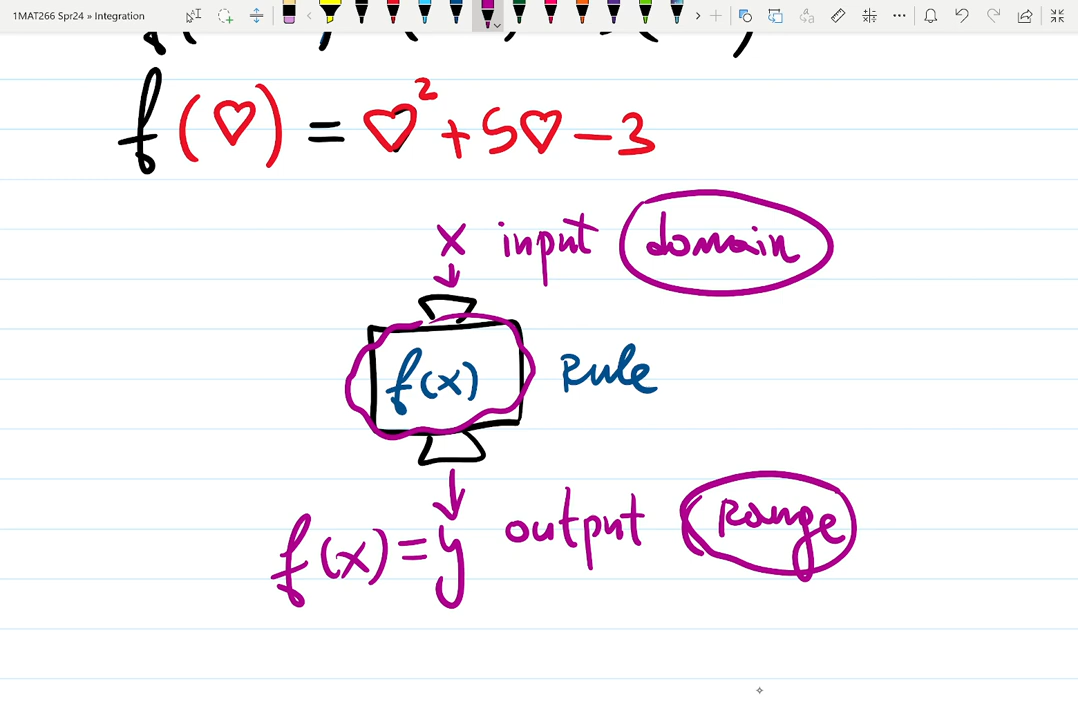 1MAT266 Spr24 » Integration
f(♡) = ♡² + 5♡ − 3
x input domain
f(x) Rule
f(x) = y output Range